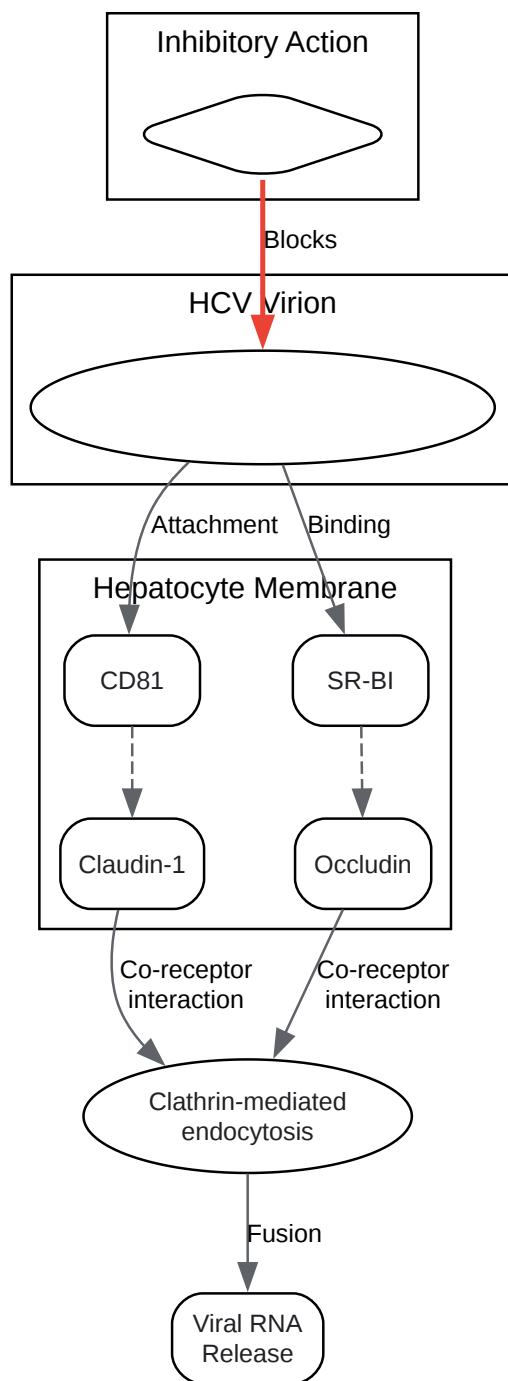 Inhibitory Action
Blocks
HCV Virion
Attachment
Binding
Hepatocyte Membrane
CD81
SR-BI
Claudin-1
Occludin
Co-receptor
interaction
Co-receptor
interaction
Clathrin-mediated
endocytosis
Fusion
Viral RNA
Release